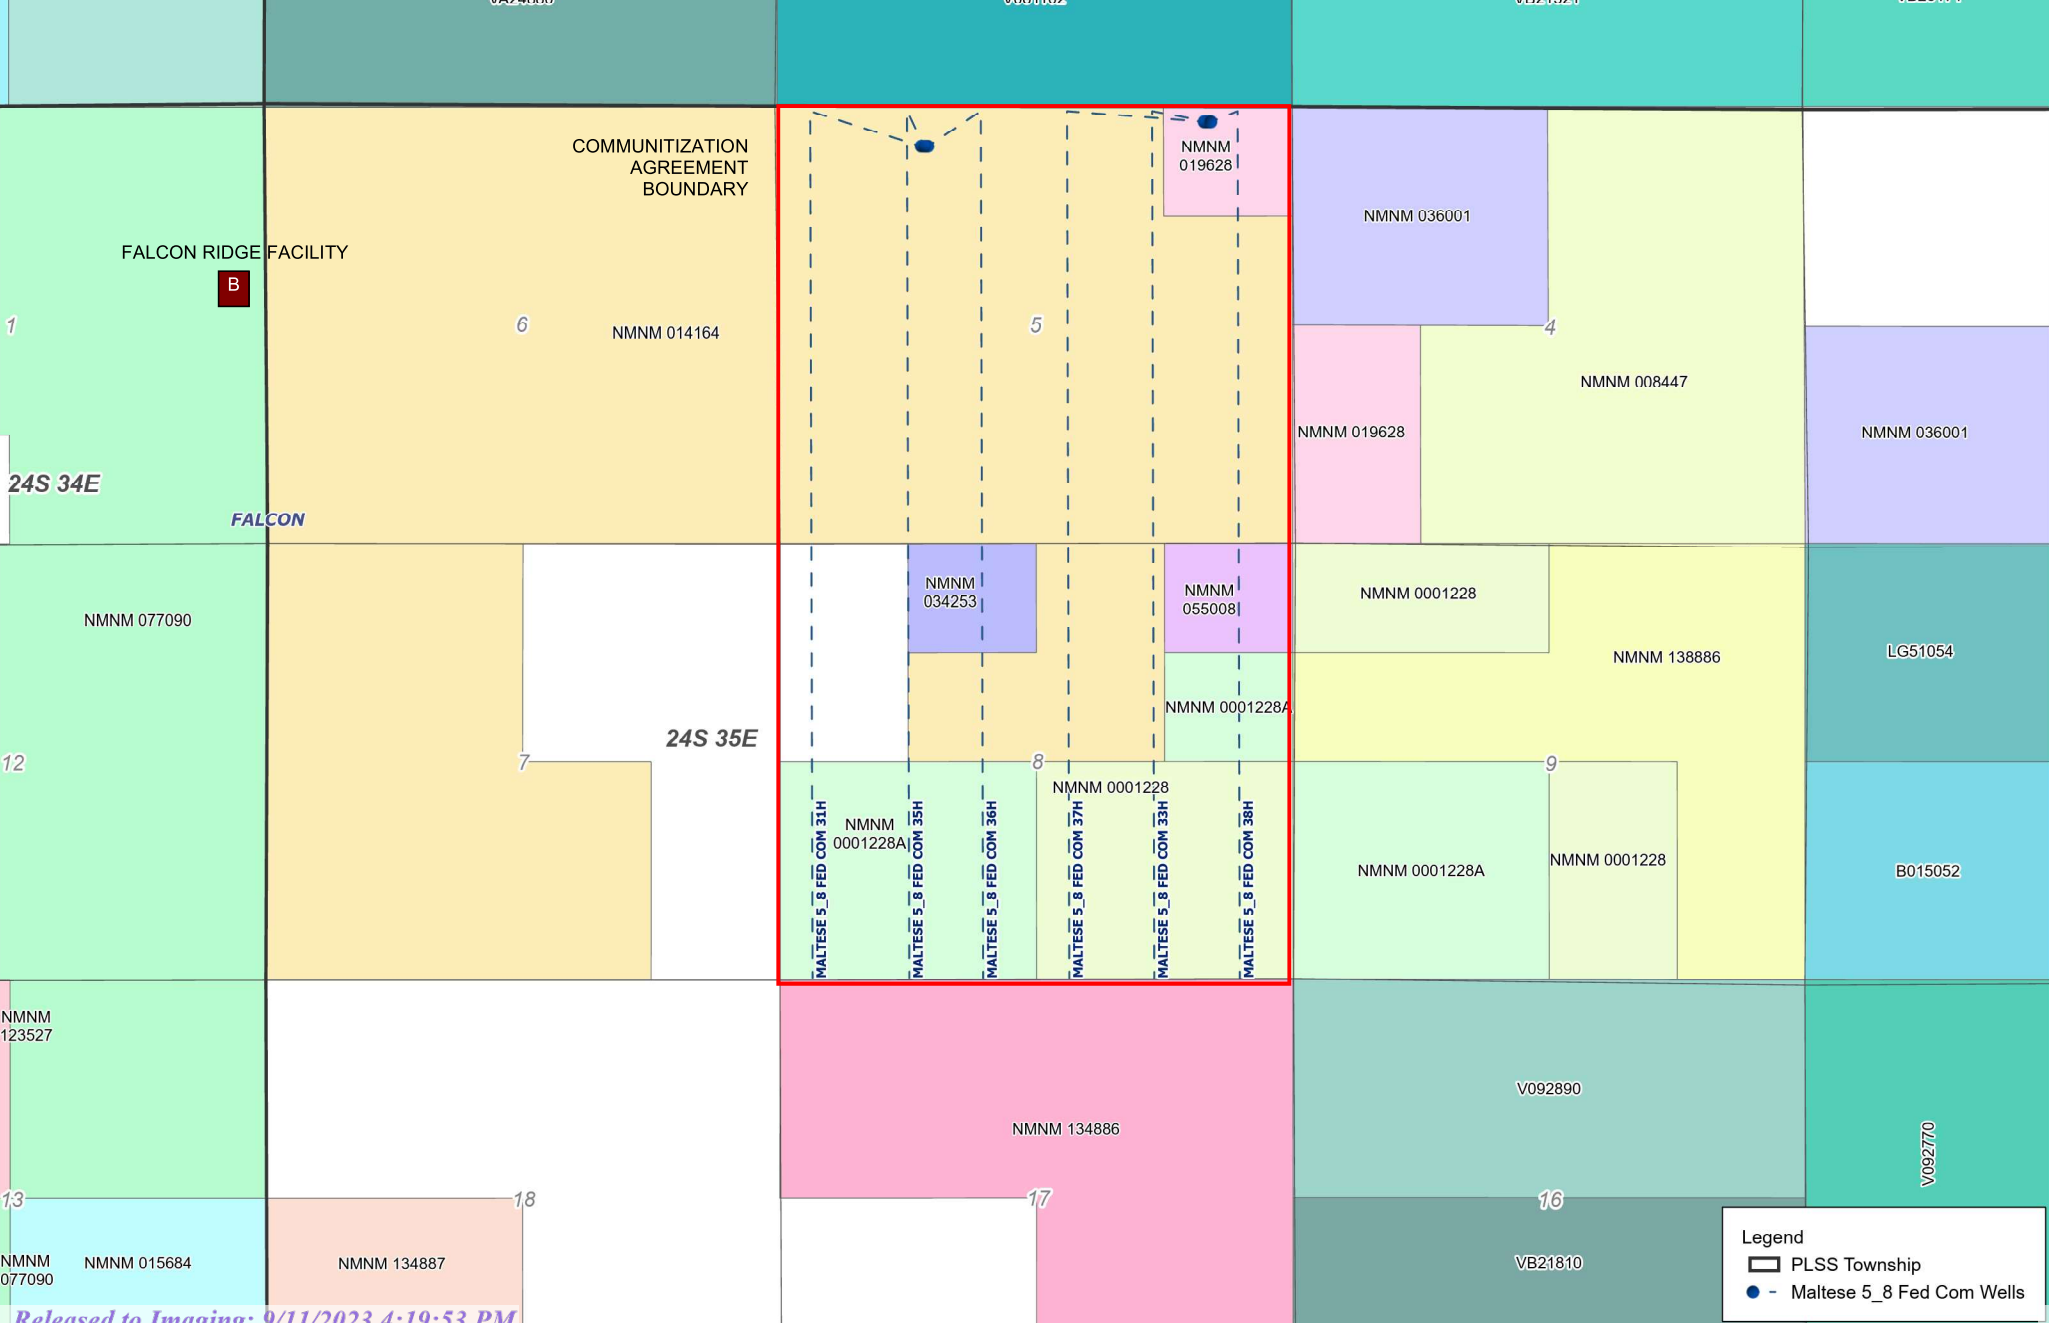 COMMUNITIZATION
AGREEMENT
BOUNDARY
NMNM
019628
NMNM 036001
FALCON RIDGE FACILITY
B
1
6
NMNM 014164
5
4
NMNM 008447
NMNM 019628
NMNM 036001
24S 34E
FALCON
NMNM 077090
NMNM
034253
NMNM
055008
NMNM 0001228
NMNM 138886
LG51054
NMNM 0001228A
24S 35E
12
7
8
9
NMNM 0001228
NMNM
0001228A
MALTESE 5_8 FED COM 31H
MALTESE 5_8 FED COM 35H
MALTESE 5_8 FED COM 36H
MALTESE 5_8 FED COM 37H
MALTESE 5_8 FED COM 33H
MALTESE 5_8 FED COM 38H
NMNM 0001228A
NMNM 0001228
B015052
NMNM
123527
V092890
NMNM 134886
V092770
13
18
17
16
NMNM
077090
NMNM 015684
NMNM 134887
VB21810
Legend
PLSS Township
Maltese 5_8 Fed Com Wells
Released to Imaging: 9/11/2023 4:19:53 PM